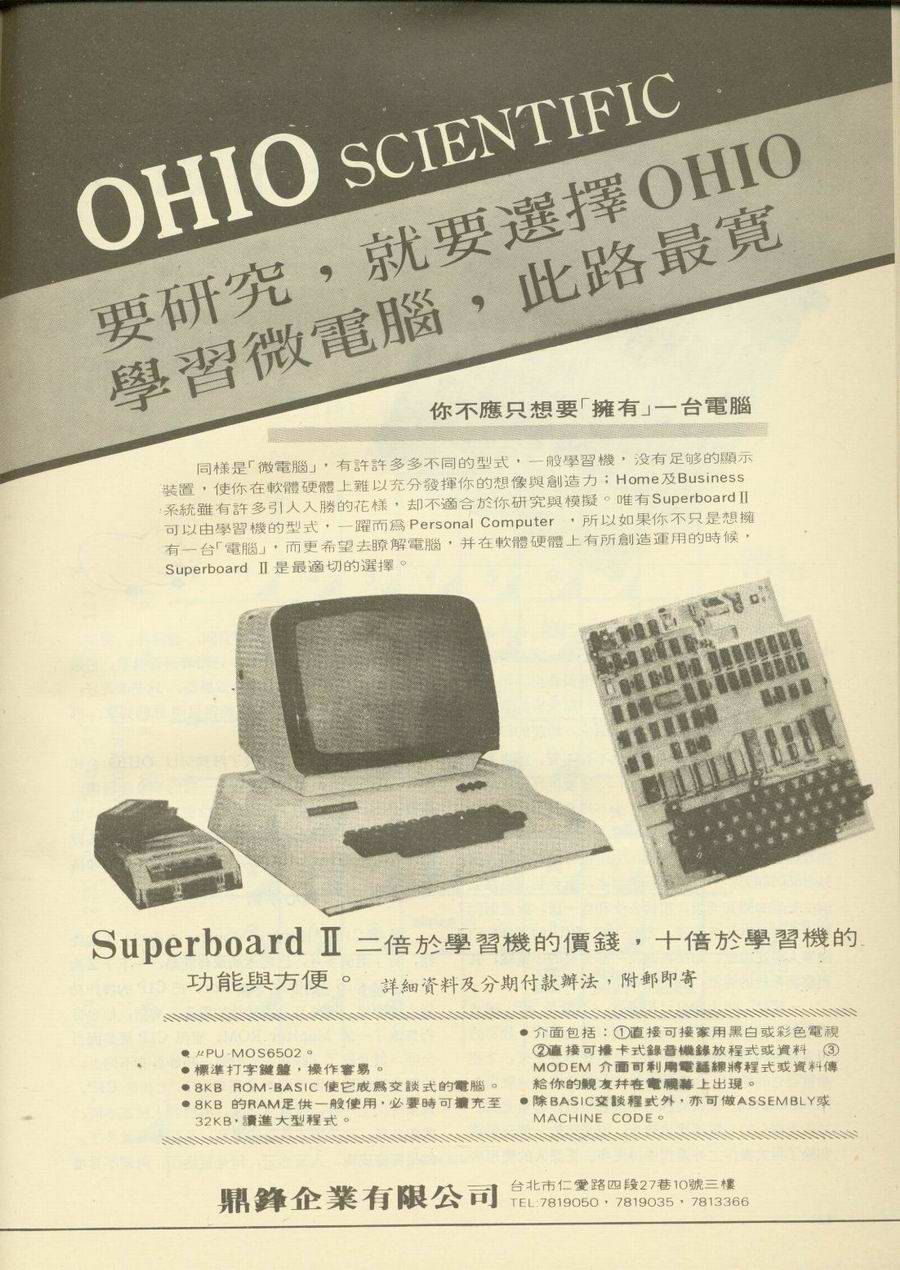 OHIO SCIENTIFIC
要研究，就要選擇OHIO
學習微電腦，此路最寬
你不應只想要「擁有」一台電腦
同樣是「微電腦」，有許許多多不同的型式，一般學習機，没有足够的顯示
裝置，使你在軟體硬體上難以充分發揮你的想像與創造力；Home及Business
系統雖有許多引人入勝的花樣，却不適合於你研究與模擬。唯有Superboard Ⅱ
可以由學習機的型式，一躍而爲Personal Computer ，所以如果你不只是想擁
有一台「電腦」，而更希望去瞭解電腦，并在軟體硬體上有所創造運用的時候，
Superboard Ⅱ是最適切的選擇。
Superboard Ⅱ 二倍於學習機的價錢，十倍於學習機的
功能與方便。 詳細資料及分期付款辦法，附郵即寄
●μPU-MOS6502。
●標準打字鍵盤，操作容易。
●8KB ROM-BASIC 使它成爲交談式的電腦。
●8KB 的RAM足供一般使用，必要時可擴充至
32KB，讀進大型程式。
●介面包括：①直接可接家用黑白或彩色電視
②直接可接卡式錄音機錄放程式或資料 ③
MODEM 介面可利用電話線將程式或資料傳
給你的親友幷在電視幕上出現。
●除BASIC交談程式外，亦可做ASSEMBLY或
MACHINE CODE。
鼎鋒企業有限公司
台北市仁愛路四段27巷10號三樓
TEL:7819050，7819035，7813366